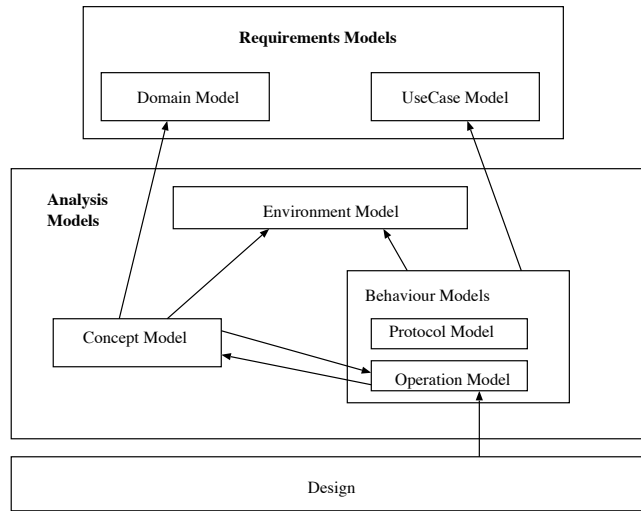 Requirements Models
Domain Model
UseCase Model
Analysis
Models
Environment Model
Behaviour Models
Protocol Model
Concept Model
Operation Model
Design